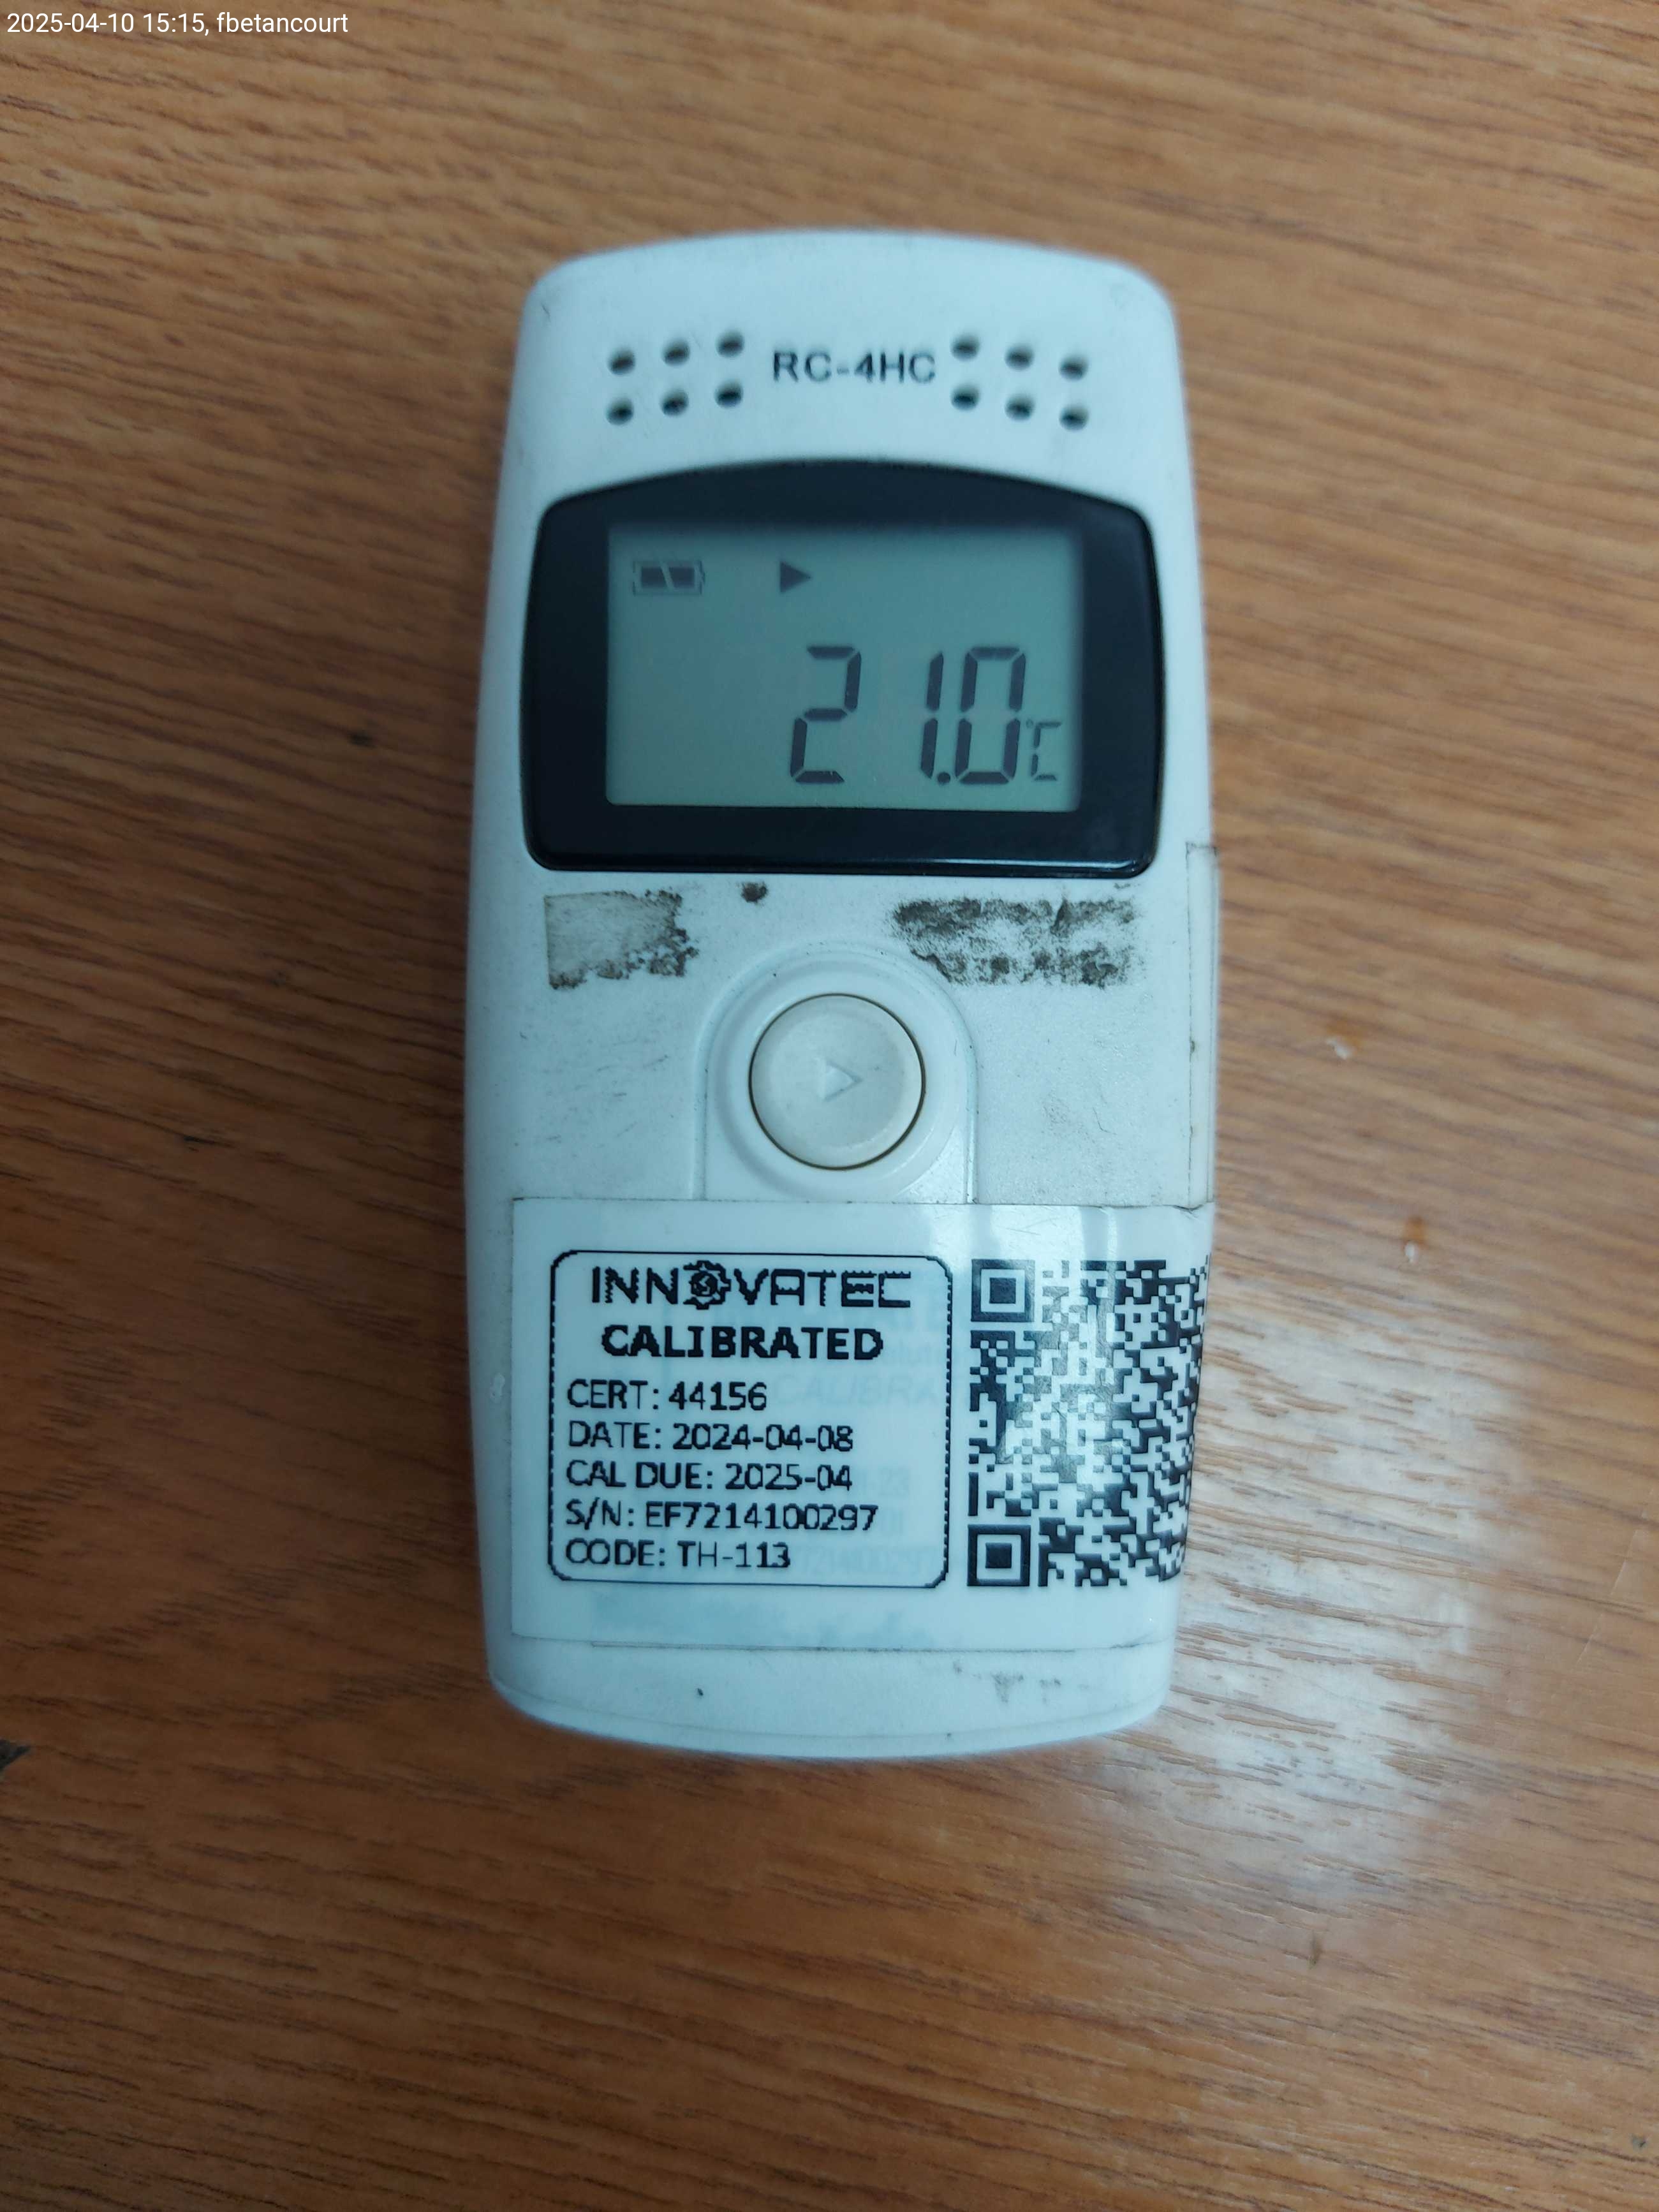 2025-04-10 15:15, fbetancourt
RC-4HC
21.0°C
INNOVATEC
CALIBRATED
CERT: 44156
DATE: 2024-04-08
CAL DUE: 2025-04
S/N: EF7214100297
CODE: TH-113